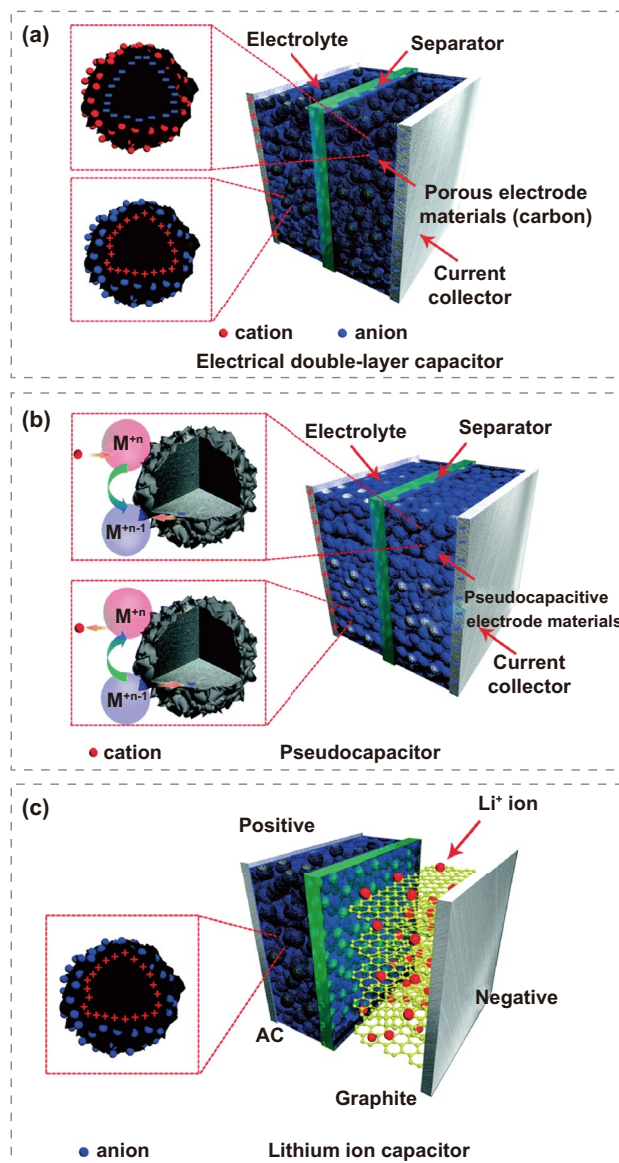 (a)
Electrolyte
Separator
Porous electrode
materials (carbon)
Current
collector
cation
anion
Electrical double-layer capacitor
(b)
M+n
M+n-1
Electrolyte
Separator
M+n
M+n-1
Pseudocapacitive
electrode materials
Current
collector
cation
Pseudocapacitor
(c)
Li+ ion
Positive
Negative
AC
Graphite
anion
Lithium ion capacitor